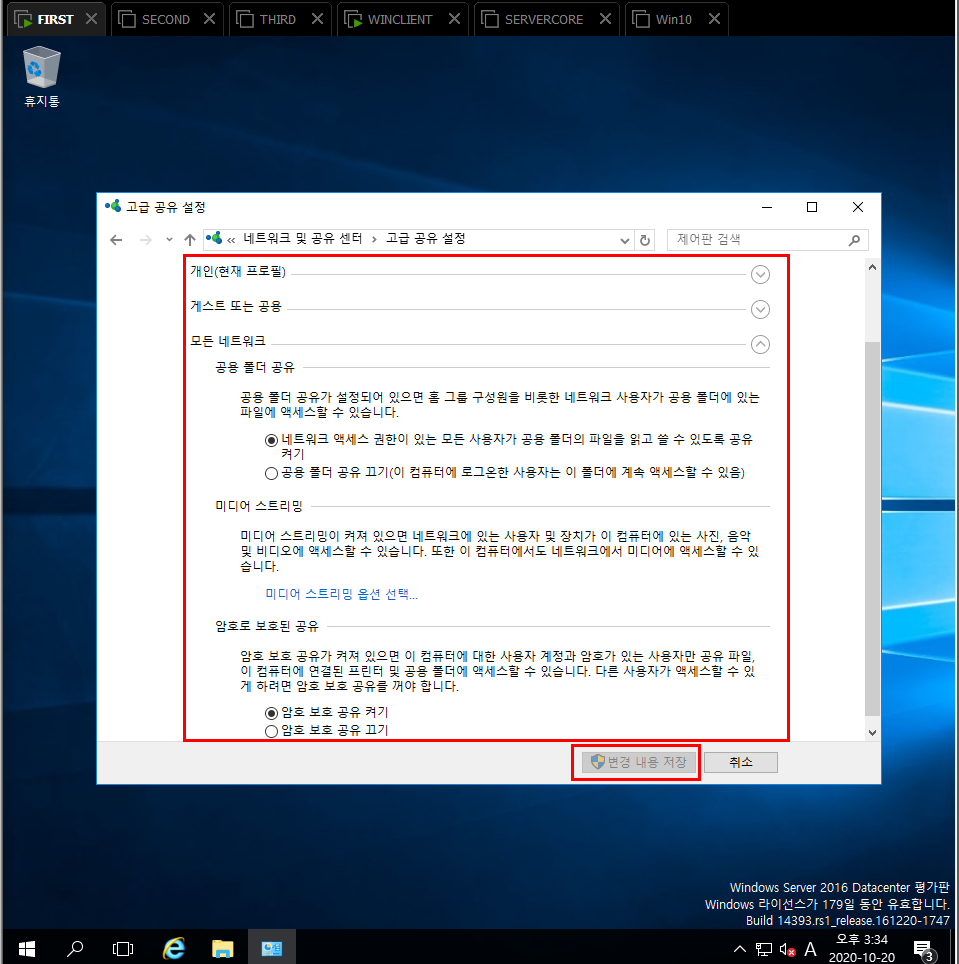 FIRST
SECOND
THIRD
WINCLIENT
SERVERCORE
Win10
휴지통
고급 공유 설정
« 네트워크 및 공유 센터 › 고급 공유 설정
제어판 검색
개인(현재 프로필)
게스트 또는 공용
모든 네트워크
공용 폴더 공유
공용 폴더 공유가 설정되어 있으면 홈 그룹 구성원을 비롯한 네트워크 사용자가 공용 폴더에 있는
파일에 액세스할 수 있습니다.
네트워크 액세스 권한이 있는 모든 사용자가 공용 폴더의 파일을 읽고 쓸 수 있도록 공유
켜기
공용 폴더 공유 끄기(이 컴퓨터에 로그온한 사용자는 이 폴더에 계속 액세스할 수 있음)
미디어 스트리밍
미디어 스트리밍이 켜져 있으면 네트워크에 있는 사용자 및 장치가 이 컴퓨터에 있는 사진, 음악
및 비디오에 액세스할 수 있습니다. 또한 이 컴퓨터에서도 네트워크에서 미디어에 액세스할 수 있
습니다.
미디어 스트리밍 옵션 선택...
암호로 보호된 공유
암호 보호 공유가 켜져 있으면 이 컴퓨터에 대한 사용자 계정과 암호가 있는 사용자만 공유 파일,
이 컴퓨터에 연결된 프린터 및 공용 폴더에 액세스할 수 있습니다. 다른 사용자가 액세스할 수 있
게 하려면 암호 보호 공유를 꺼야 합니다.
암호 보호 공유 켜기
암호 보호 공유 끄기
변경 내용 저장
취소
Windows Server 2016 Datacenter 평가판
Windows 라이선스가 179일 동안 유효합니다.
Build 14393.rs1_release.161220-1747
A
오후 3:34
2020-10-20
3